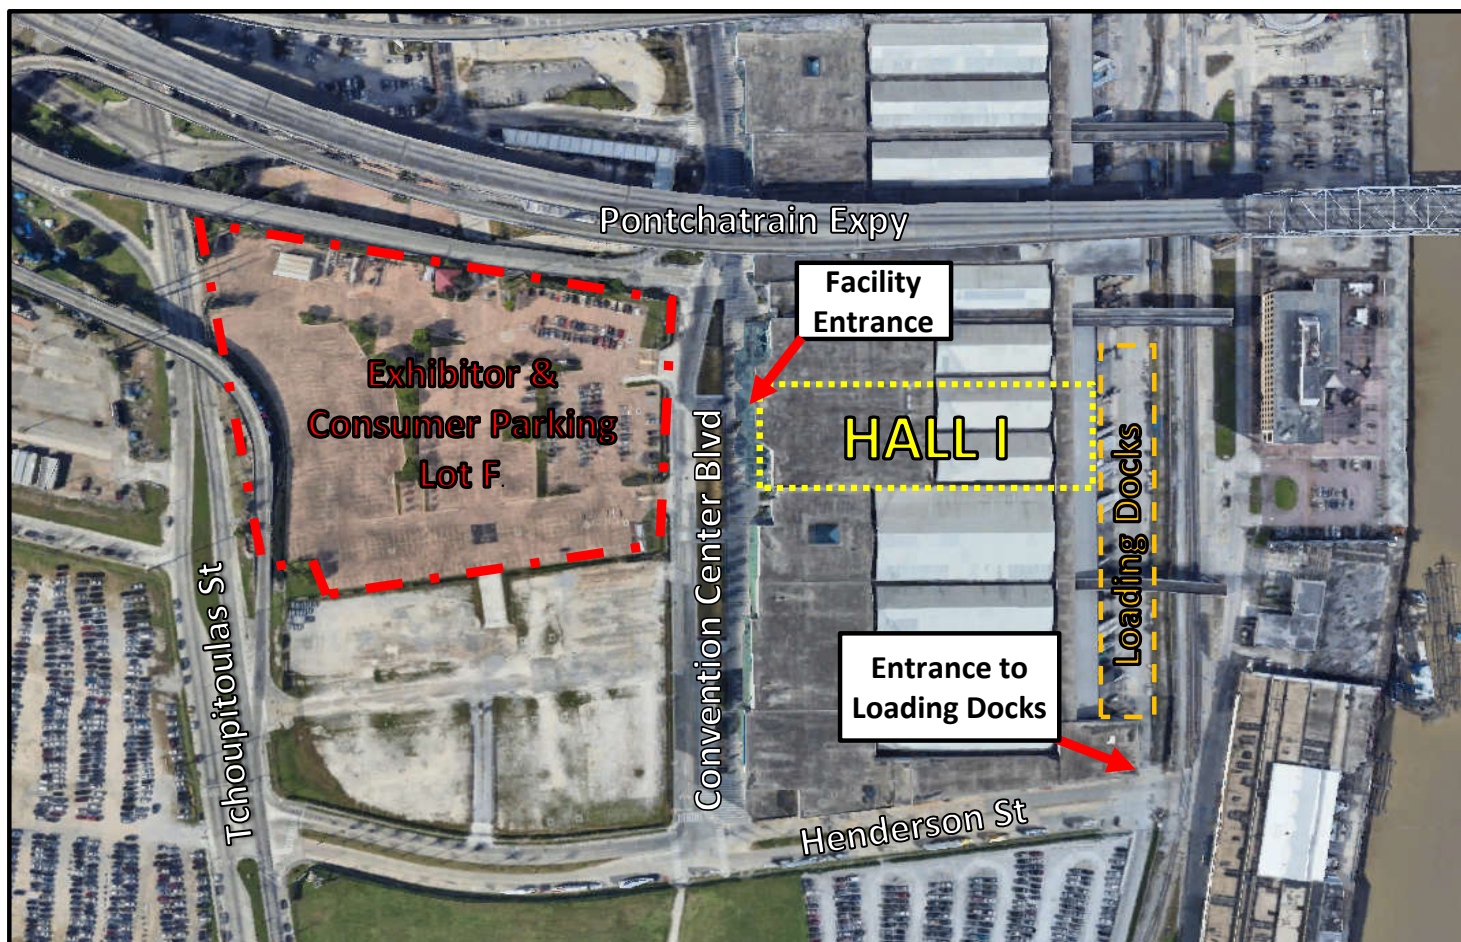 Pontchatrain Expy
Facility
Entrance
Exhibitor &
Consumer Parking
Lot F.
HALL I
Convention Center Blvd
Loading Docks
Tchoupitoulas St
Entrance to
Loading Docks
Henderson St